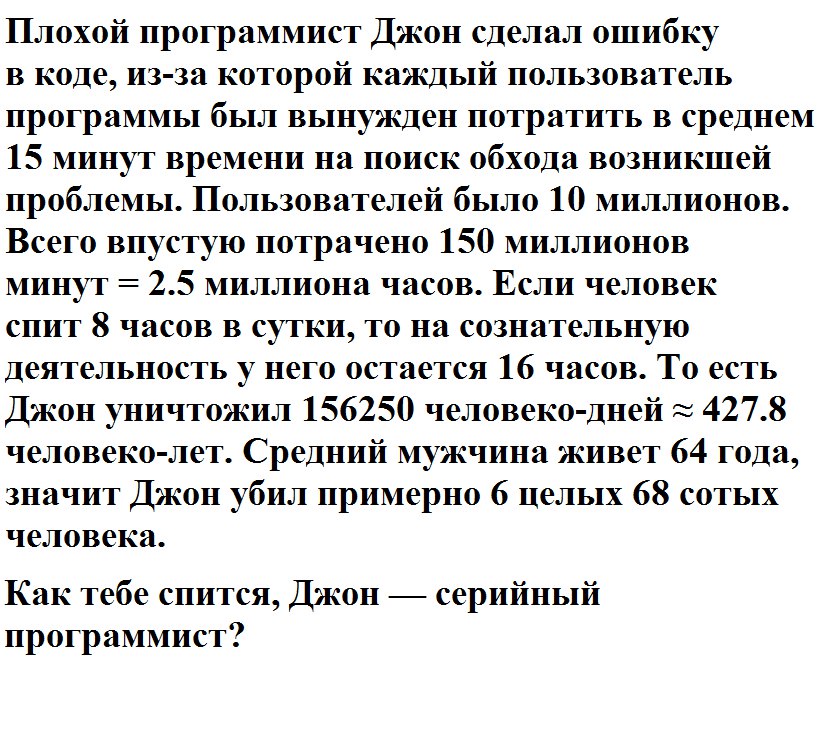 Плохой программист Джон сделал ошибку
в коде, из-за которой каждый пользователь
программы был вынужден потратить в среднем
15 минут времени на поиск обхода возникшей
проблемы. Пользователей было 10 миллионов.
Всего впустую потрачено 150 миллионов
минут = 2.5 миллиона часов. Если человек
спит 8 часов в сутки, то на сознательную
деятельность у него остается 16 часов. То есть
Джон уничтожил 156250 человеко-дней ≈ 427.8
человеко-лет. Средний мужчина живет 64 года,
значит Джон убил примерно 6 целых 68 сотых
человека.
Как тебе спится, Джон — серийный
программист?